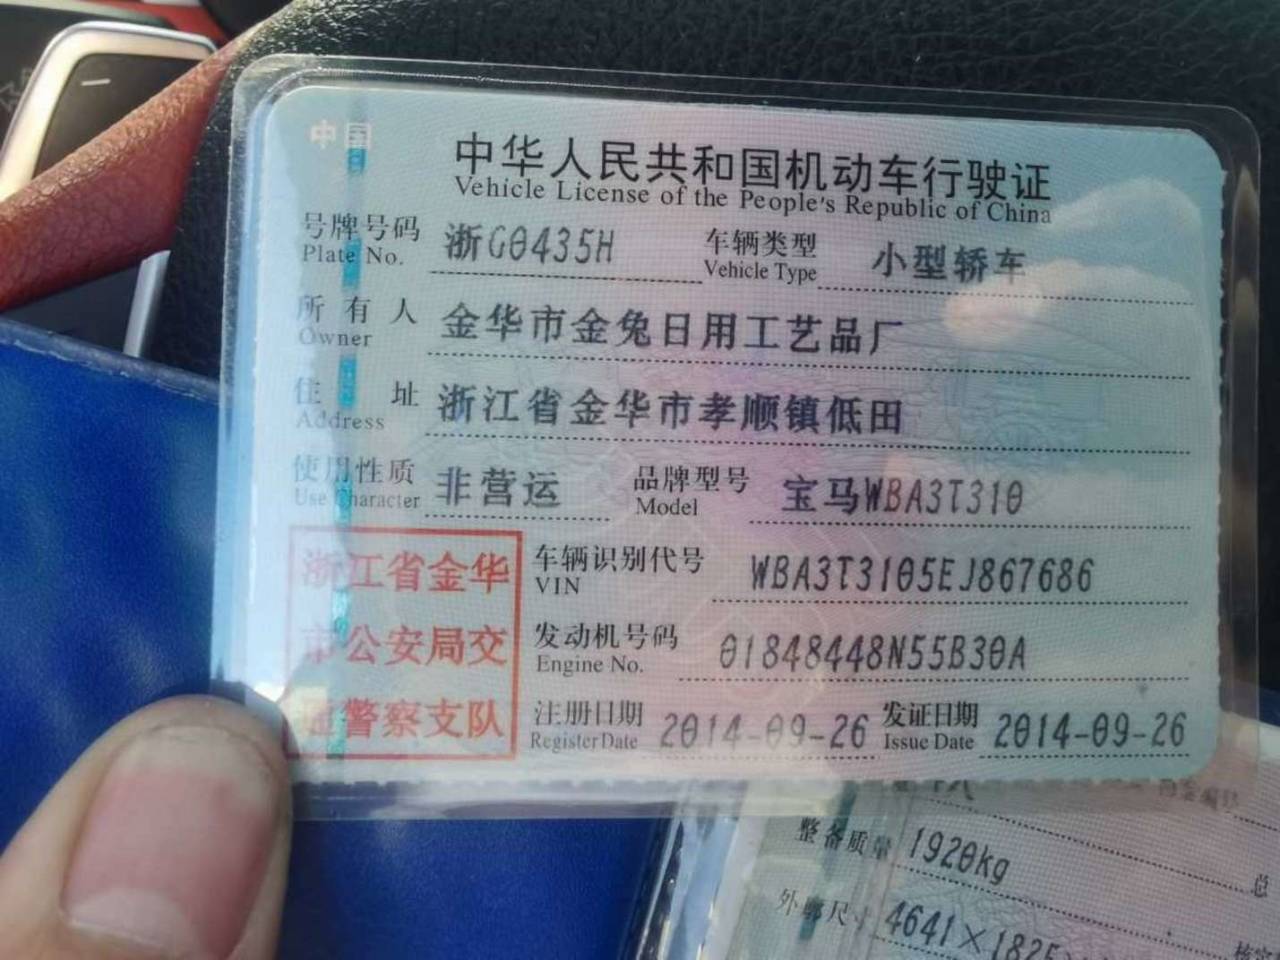 中国
中华人民共和国机动车行驶证
Vehicle License of the People's Republic of China
号牌号码 浙G0435H 车辆类型 小型轿车
Plate No. Vehicle Type
所有人 金华市金兔日用工艺品厂
Owner
住址 浙江省金华市孝顺镇低田
Address
使用性质 非营运 品牌型号 宝马WBA3T310
Use Character Model
浙江省金华
市公安局交
通警察支队
车辆识别代号 WBA3T3105EJ867686
VIN
发动机号码 01848448N55B30A
Engine No.
注册日期 2014-09-26 发证日期 2014-09-26
Register Date Issue Date
整备质量 1920kg 总
外廓尺寸 4641×1825
核定